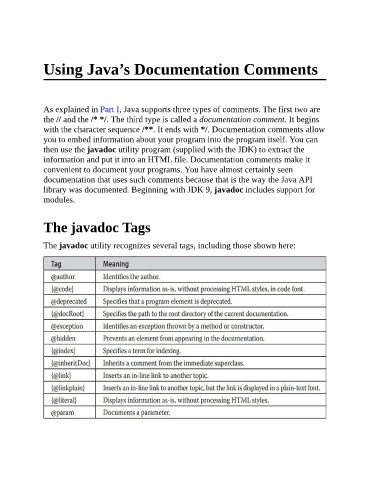 Using Java’s Documentation Comments
As explained in Part I, Java supports three types of comments. The first two are
the // and the /* */. The third type is called a documentation comment. It begins
with the character sequence /**. It ends with */. Documentation comments allow
you to embed information about your program into the program itself. You can
then use the javadoc utility program (supplied with the JDK) to extract the
information and put it into an HTML file. Documentation comments make it
convenient to document your programs. You have almost certainly seen
documentation that uses such comments because that is the way the Java API
library was documented. Beginning with JDK 9, javadoc includes support for
modules.
The javadoc Tags
The javadoc utility recognizes several tags, including those shown here:
Tag Meaning
@author Identifies the author.
{@code} Displays information as-is, without processing HTML styles, in code font.
@deprecated Specifies that a program element is deprecated.
{@docRoot} Specifies the path to the root directory of the current documentation.
@exception Identifies an exception thrown by a method or constructor.
@hidden Prevents an element from appearing in the documentation.
{@index} Specifies a term for indexing.
{@inheritDoc} Inherits a comment from the immediate superclass.
{@link} Inserts an in-line link to another topic.
{@linkplain} Inserts an in-line link to another topic, but the link is displayed in a plain-text font.
{@literal} Displays information as-is, without processing HTML styles.
@param Documents a parameter.